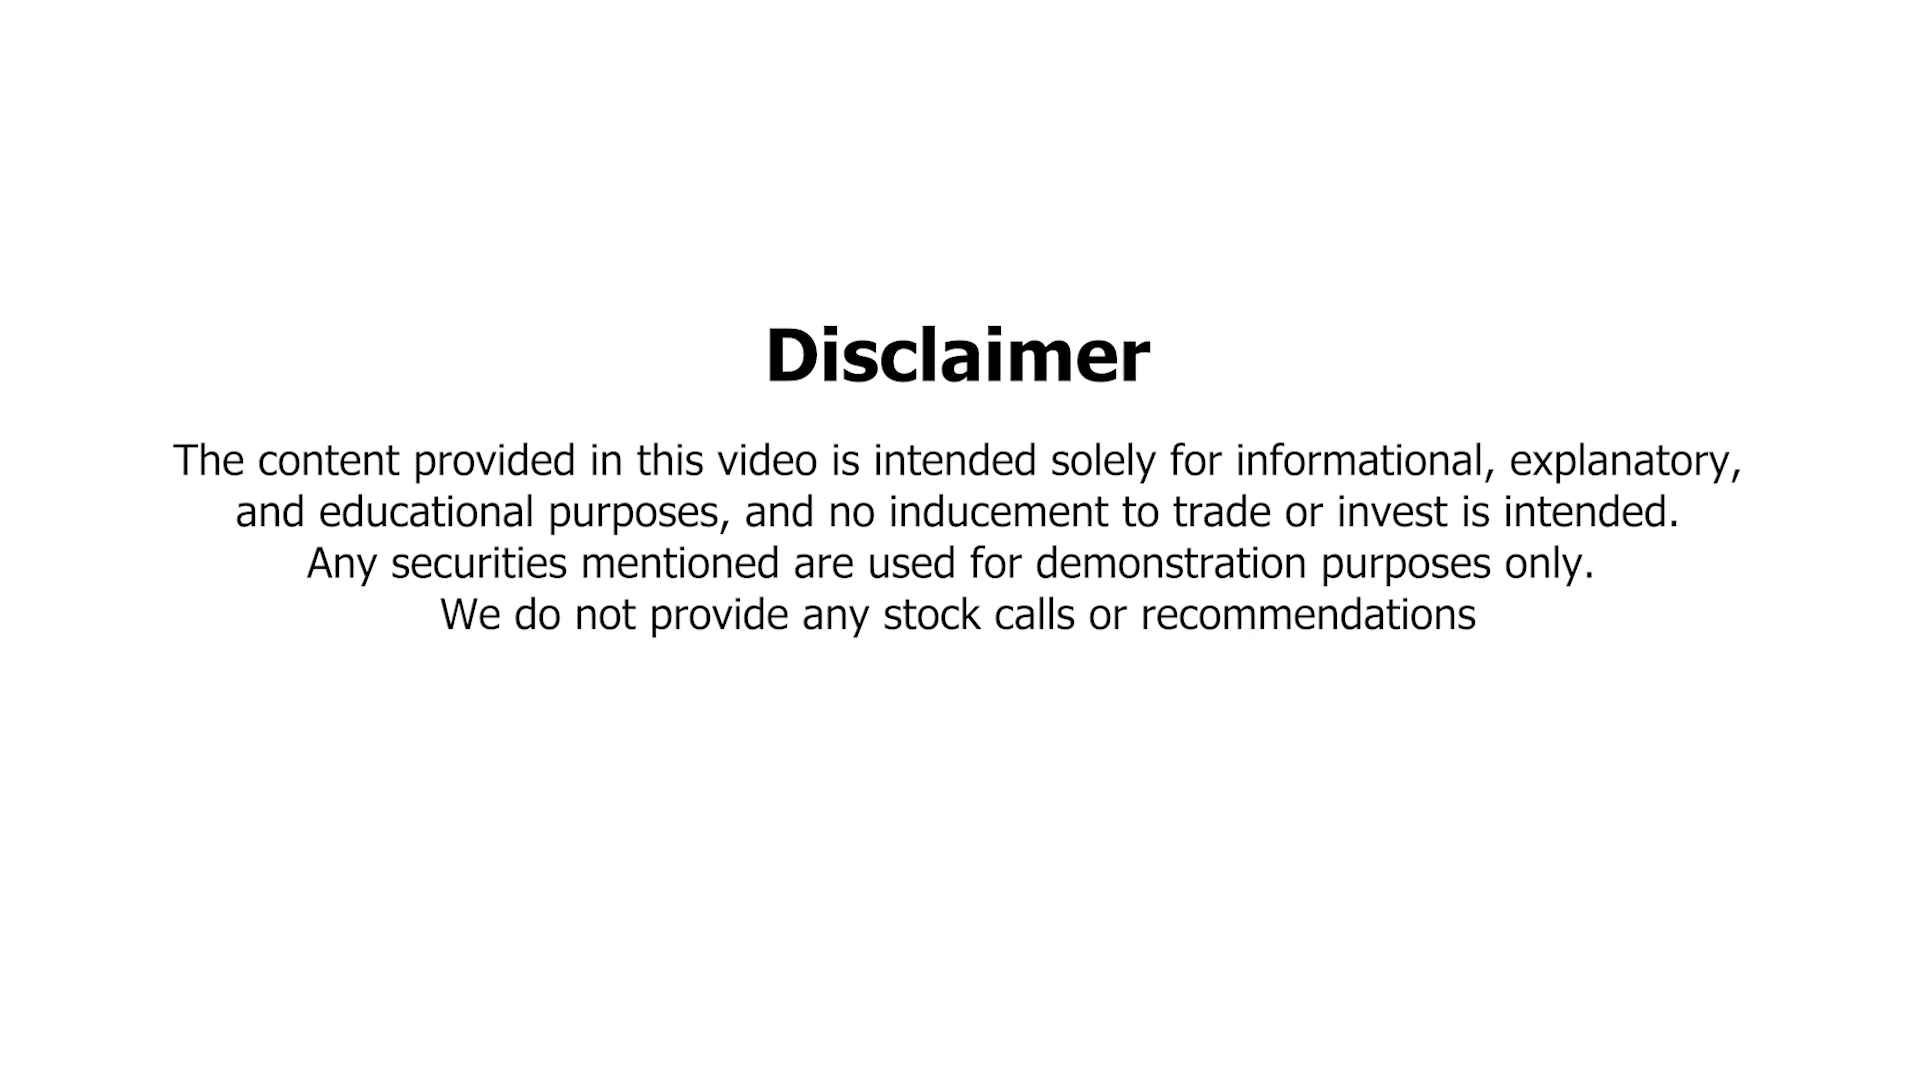 Disclaimer
The content provided in this video is intended solely for informational, explanatory,
and educational purposes, and no inducement to trade or invest is intended.
Any securities mentioned are used for demonstration purposes only.
We do not provide any stock calls or recommendations